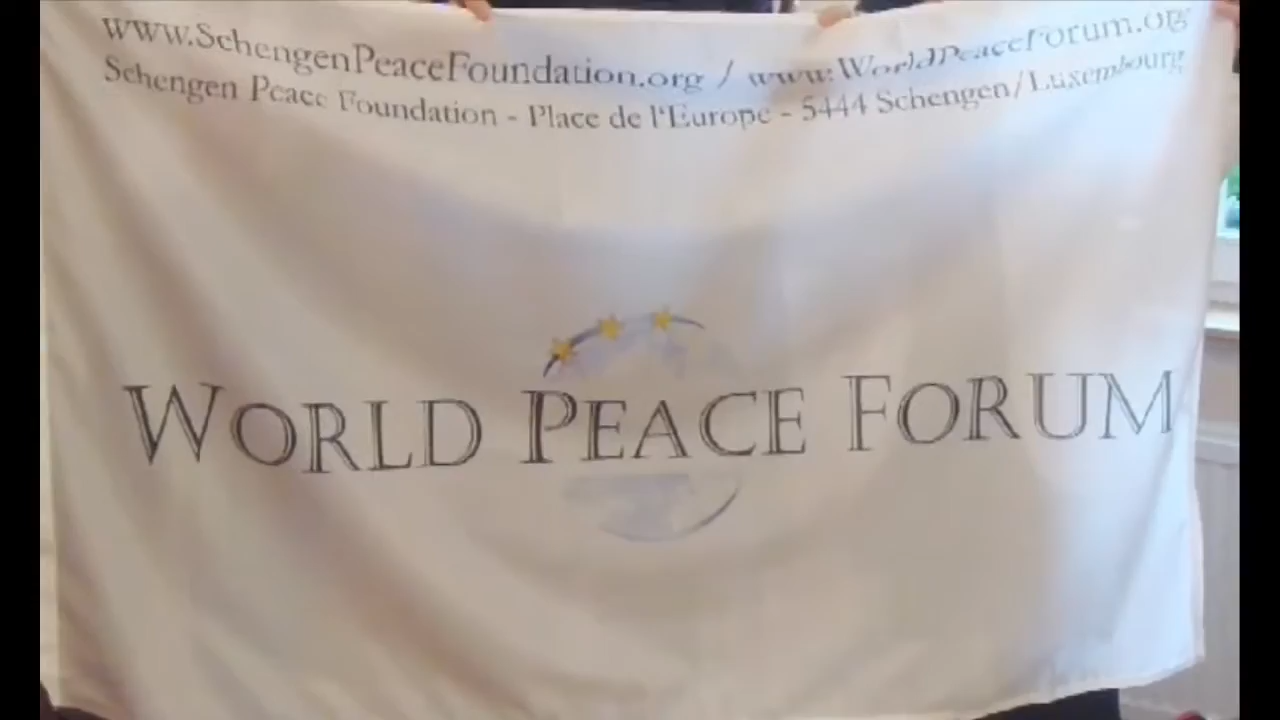 www.SchengenPeaceFoundation.org / www.WorldPeaceForum.org
Schengen Peace Foundation - Place de l'Europe - 5444 Schengen/Luxembourg
WORLD PEACE FORUM